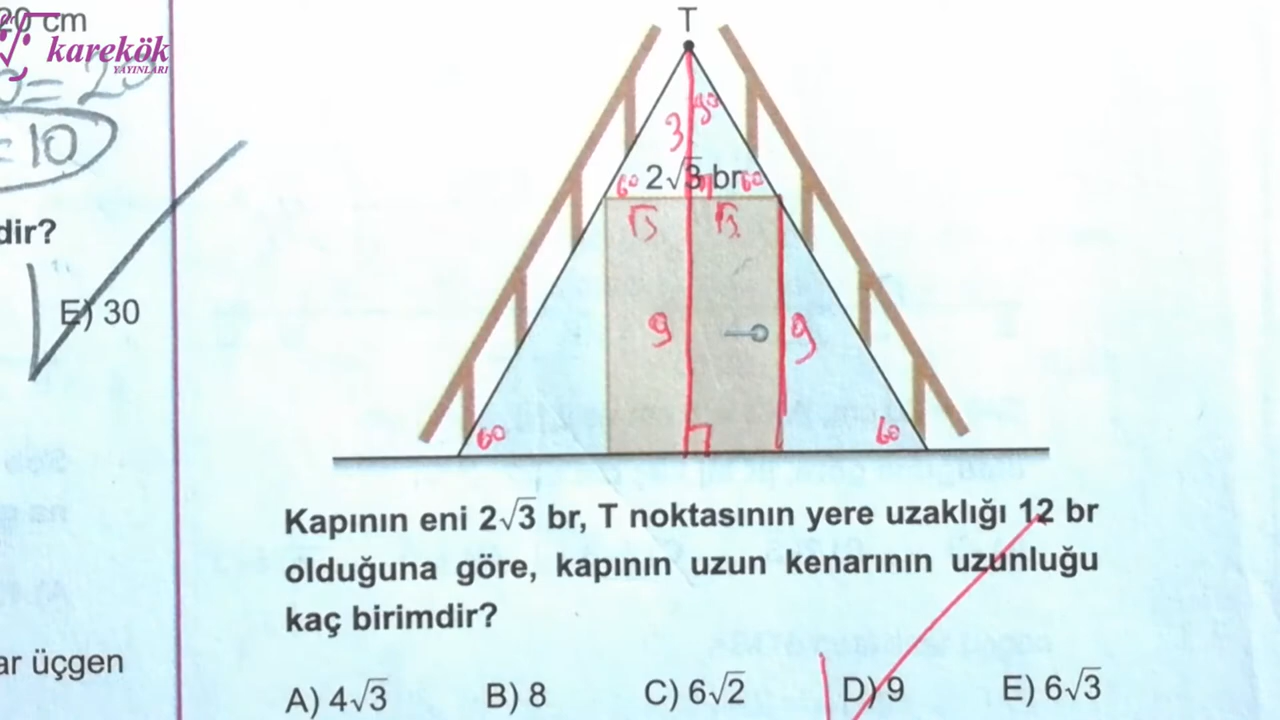 20 cm
karekök
YAYINLARI
= 10
dir?
E) 30
ar üçgen
T
30
3
60 2√3 br 60
√3 √3
9 9
60 60
Kapının eni 2√3 br, T noktasının yere uzaklığı 12 br
olduğuna göre, kapının uzun kenarının uzunluğu
kaç birimdir?
A) 4√3 B) 8 C) 6√2 D) 9 E) 6√3